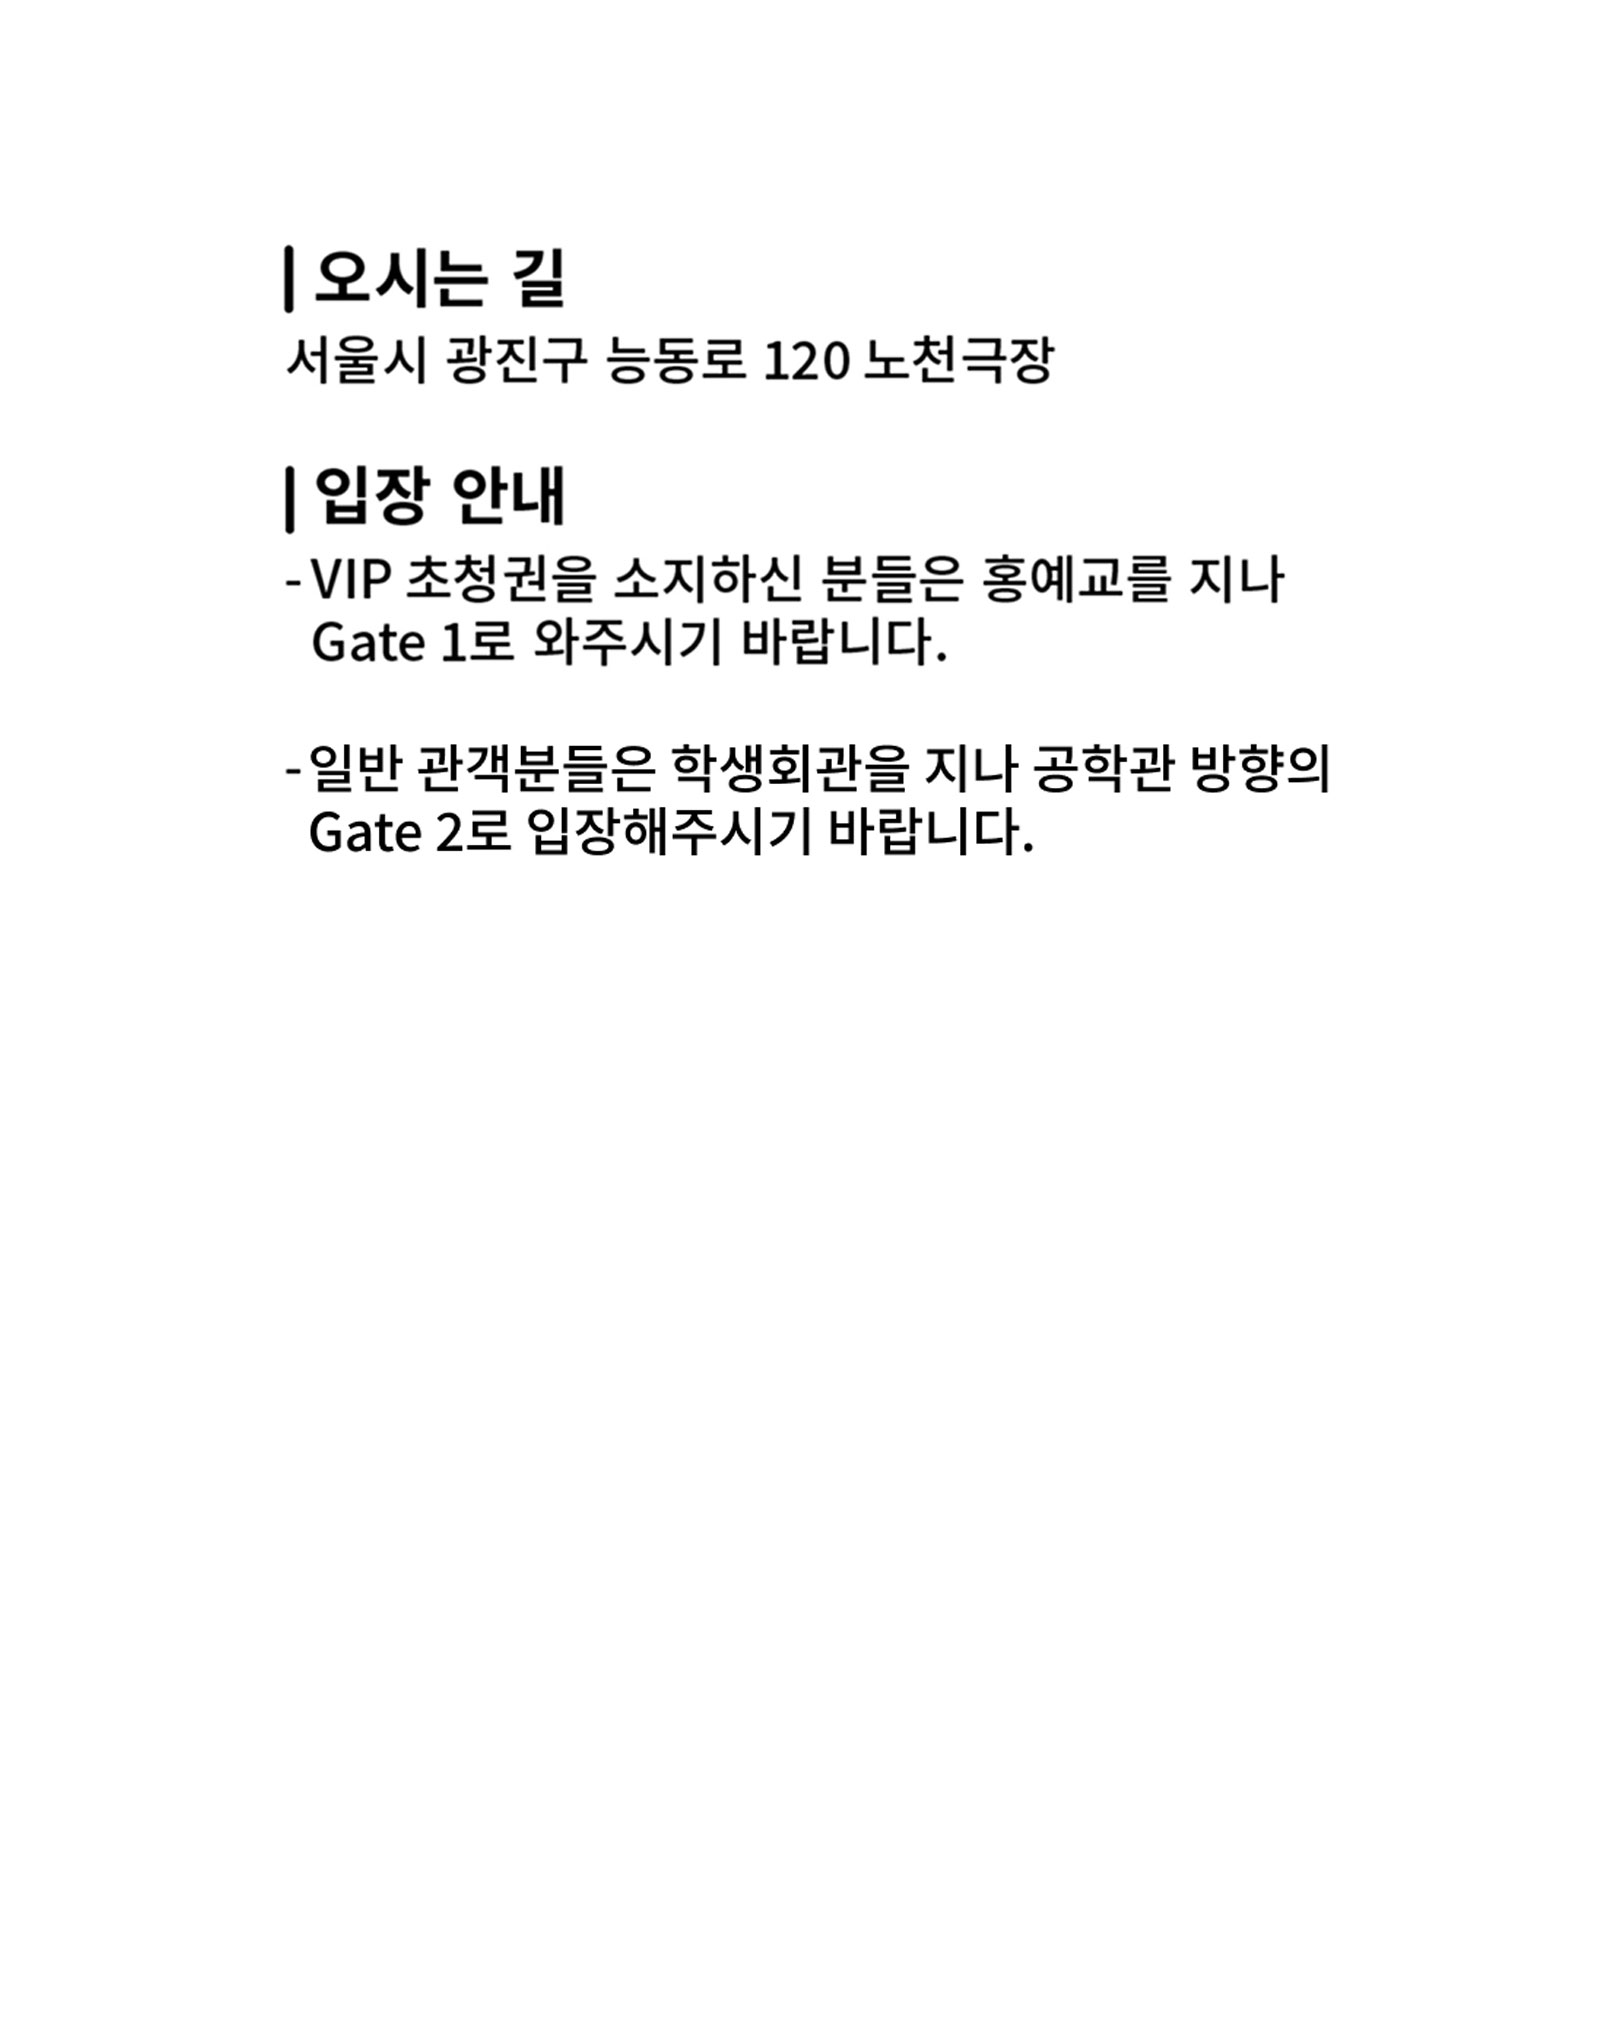 | 오시는 길
서울시 광진구 능동로 120 노천극장
| 입장 안내
- VIP 초청권을 소지하신 분들은 홍예교를 지나
Gate 1로 와주시기 바랍니다.
- 일반 관객분들은 학생회관을 지나 공학관 방향의
Gate 2로 입장해주시기 바랍니다.